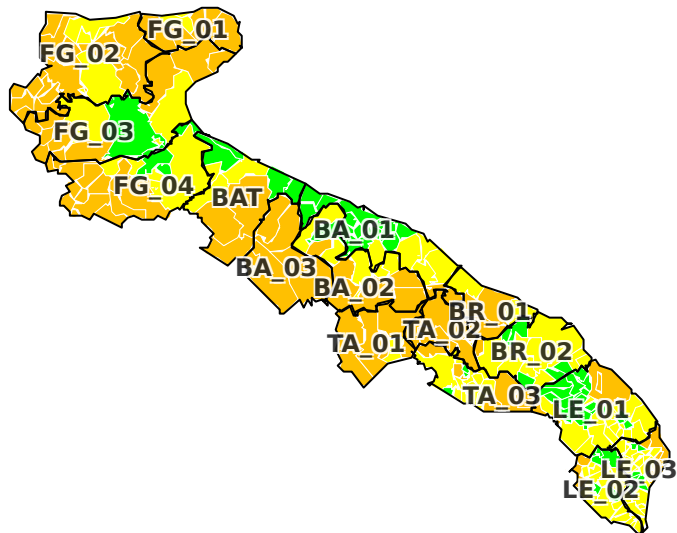 FG_01
FG_02
FG_03
FG_04
BAT
BA_01
BA_03
BA_02
BR_01
TA_02
TA_01
BR_02
TA_03
LE_01
LE_03
LE_02